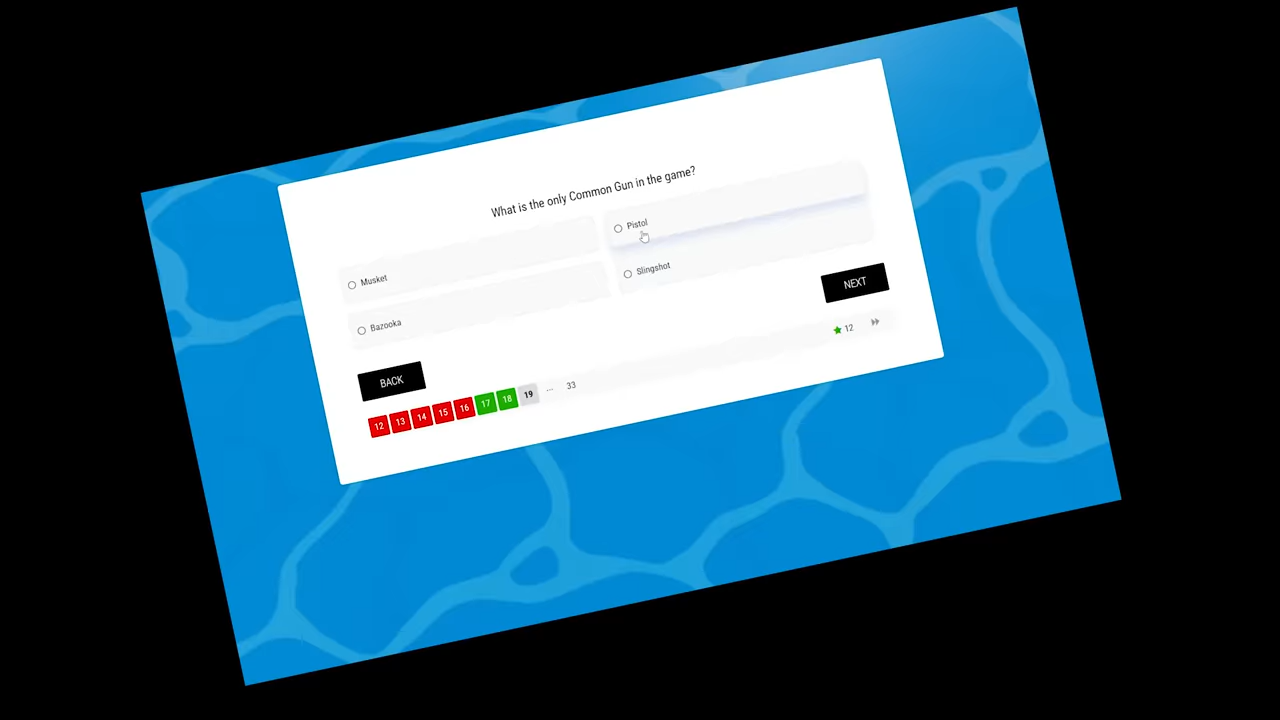 What is the only Common Gun in the game?
Musket
Pistol
Bazooka
Slingshot
BACK
NEXT
12 13 14 15 16 17 18 19 ... 33
12